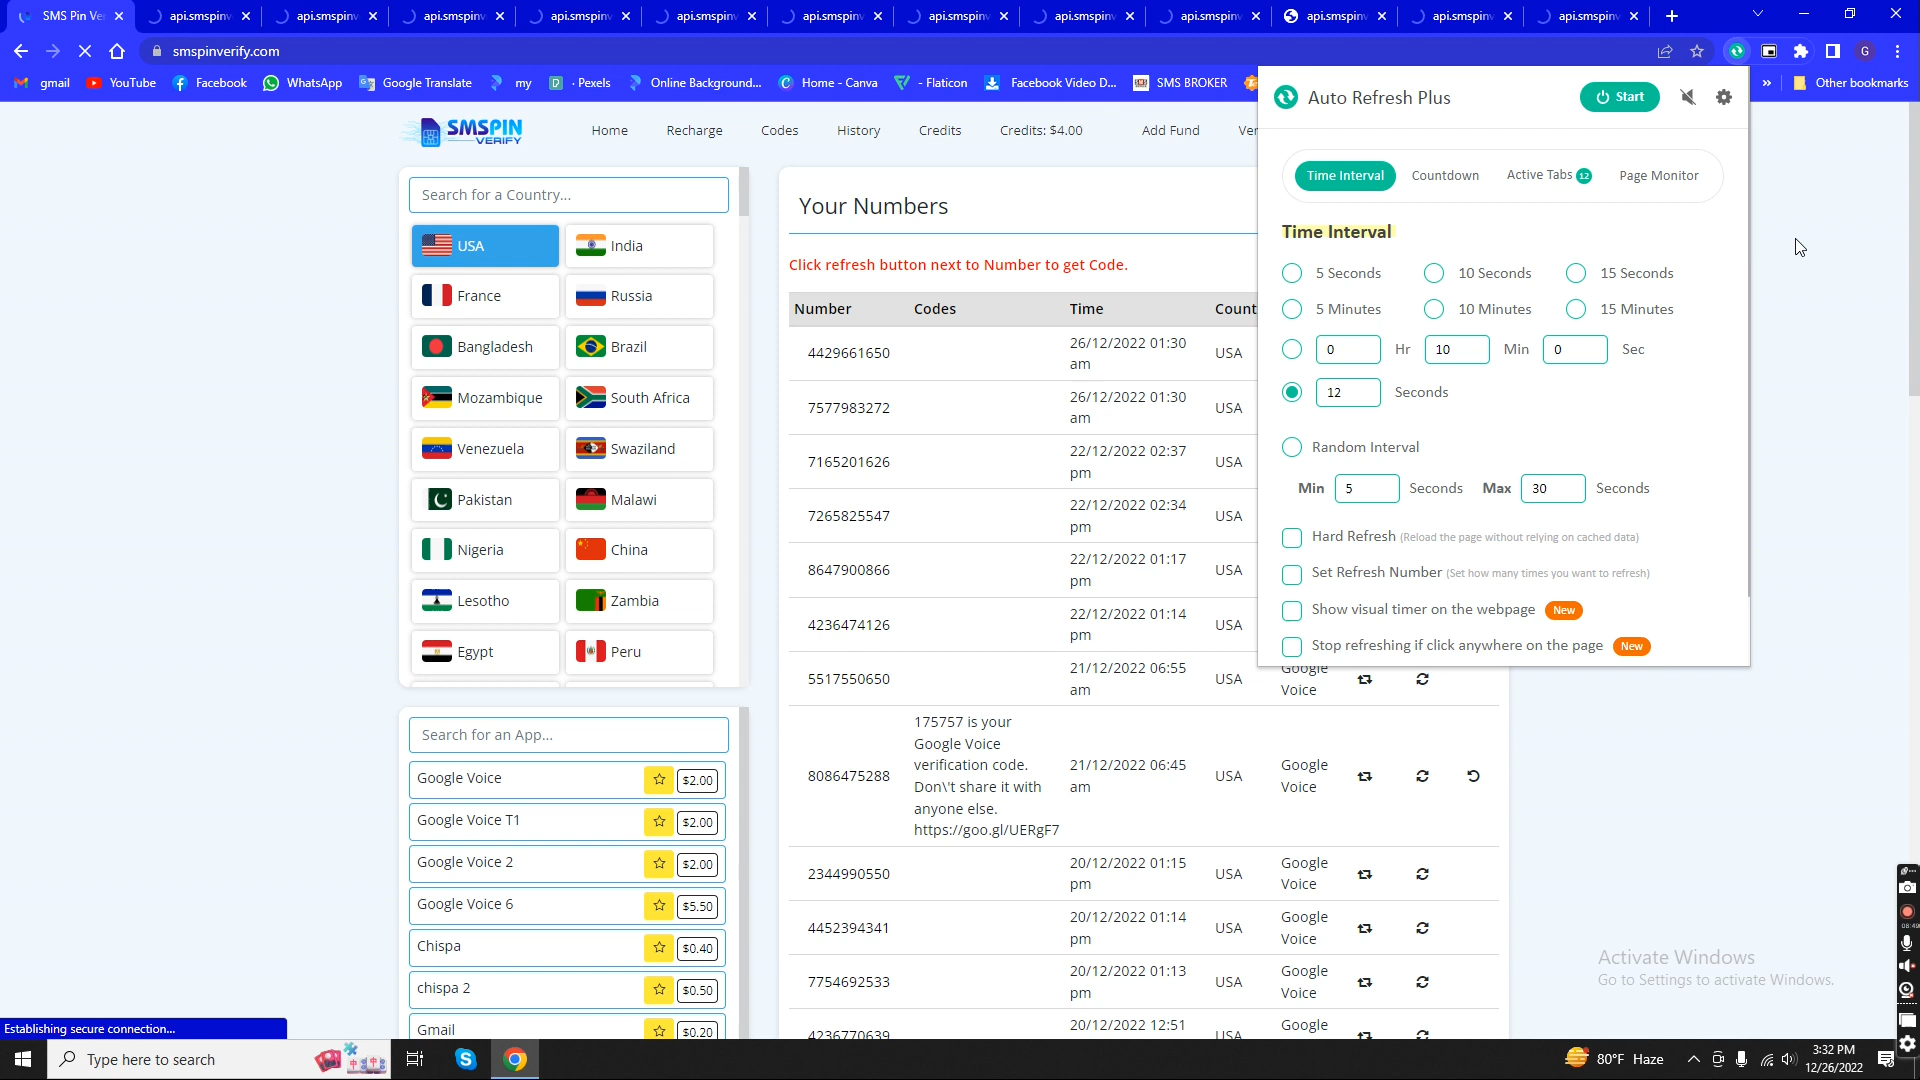 SMS Pin Ve
api.smspin
api.smspin
api.smspin
api.smspin
api.smspin
api.smspin
api.smspin
api.smspin
api.smspin
api.smspin
api.smspin
api.smspin
smspinverify.com
G
gmail
YouTube
Facebook
WhatsApp
Google Translate
my
· Pexels
Online Background...
Home - Canva
- Flaticon
Facebook Video D...
SMS BROKER
»
Other bookmarks
SMSPIN
VERIFY
Home
Recharge
Codes
History
Credits
Credits: $4.00
Add Fund
Ver
Search for a Country...
USA
India
France
Russia
Bangladesh
Brazil
Mozambique
South Africa
Venezuela
Swaziland
Pakistan
Malawi
Nigeria
China
Lesotho
Zambia
Egypt
Peru
Search for an App...
Google Voice $2.00
Google Voice T1 $2.00
Google Voice 2 $2.00
Google Voice 6 $5.50
Chispa $0.40
chispa 2 $0.50
Gmail $0.20
Your Numbers
Click refresh button next to Number to get Code.
Number Codes Time Count
4429661650 26/12/2022 01:30 am USA
7577983272 26/12/2022 01:30 am USA
7165201626 22/12/2022 02:37 pm USA
7265825547 22/12/2022 02:34 pm USA
8647900866 22/12/2022 01:17 pm USA
4236474126 22/12/2022 01:14 pm USA
5517550650 21/12/2022 06:55 am USA Google Voice
175757 is your
Google Voice
verification code.
Don\'t share it with
anyone else.
https://goo.gl/UERgF7
8086475288 21/12/2022 06:45 am USA Google Voice
2344990550 20/12/2022 01:15 pm USA Google Voice
4452394341 20/12/2022 01:14 pm USA Google Voice
7754692533 20/12/2022 01:13 pm USA Google Voice
4236770639 20/12/2022 12:51 USA Google
Auto Refresh Plus
Start
Time Interval
Countdown
Active Tabs 12
Page Monitor
Time Interval
5 Seconds
10 Seconds
15 Seconds
5 Minutes
10 Minutes
15 Minutes
0 Hr 10 Min 0 Sec
12 Seconds
Random Interval
Min 5 Seconds Max 30 Seconds
Hard Refresh (Reload the page without relying on cached data)
Set Refresh Number (Set how many times you want to refresh)
Show visual timer on the webpage New
Stop refreshing if click anywhere on the page New
Activate Windows
Go to Settings to activate Windows.
Establishing secure connection...
Type here to search
80°F Haze
3:32 PM
12/26/2022